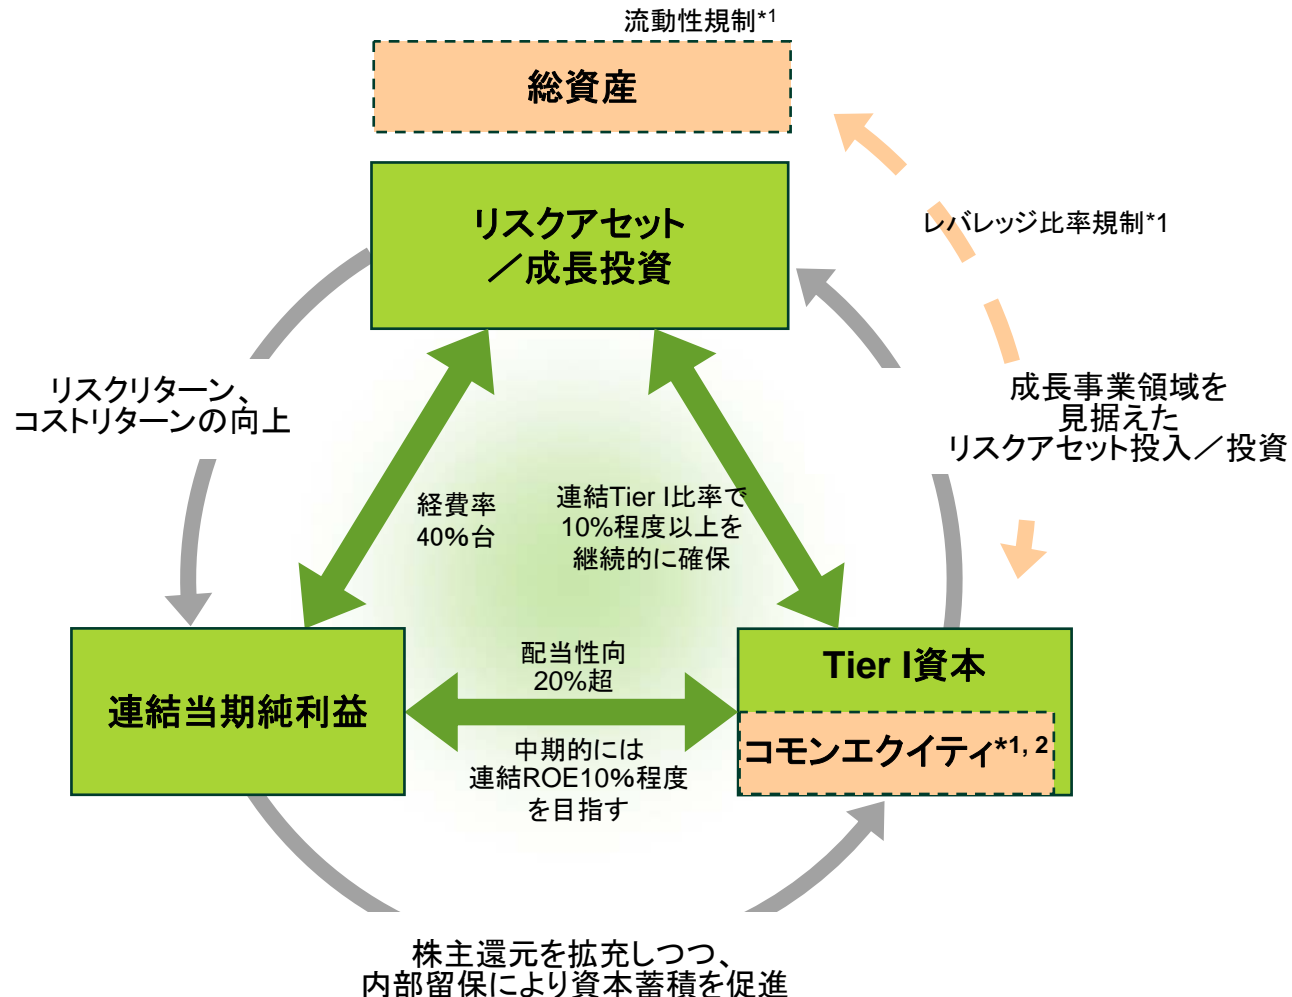 流動性規制*1
総資産
リスクアセット
／成長投資
レバレッジ比率規制*1
リスクリターン、
コストリターンの向上
成長事業領域を
見据えた
リスクアセット投入／投資
経費率
40%台
連結Tier I比率で
10%程度以上を
継続的に確保
連結当期純利益
配当性向
20%超
中期的には
連結ROE10%程度
を目指す
Tier I資本
コモンエクイティ*1, 2
株主還元を拡充しつつ、
内部留保により資本蓄積を促進